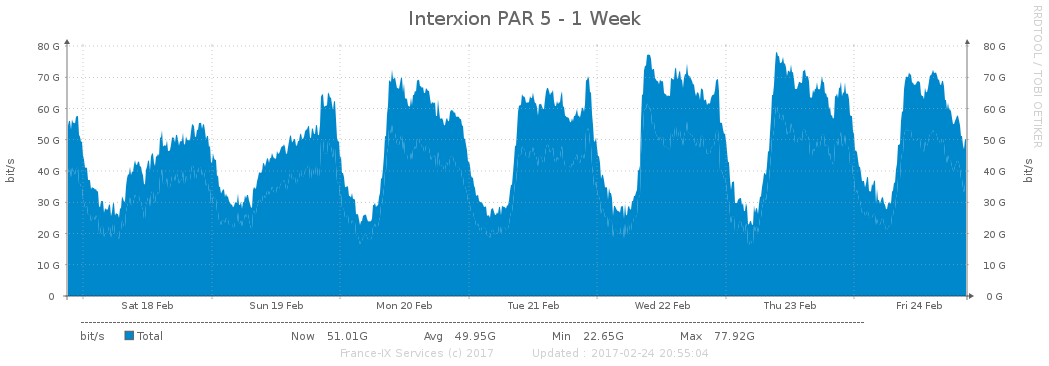 Interxion PAR 5 - 1 Week
RRDTOOL / TOBI OETIKER
bit/s
80 G
70 G
60 G
50 G
40 G
30 G
20 G
10 G
0
80 G
70 G
60 G
50 G
40 G
30 G
20 G
10 G
0 G
bit/s
Sat 18 Feb Sun 19 Feb Mon 20 Feb Tue 21 Feb Wed 22 Feb Thu 23 Feb Fri 24 Feb
bit/s Total Now 51.01G Avg 49.95G Min 22.65G Max 77.92G
France-IX Services (c) 2017 Updated : 2017-02-24 20:55:04